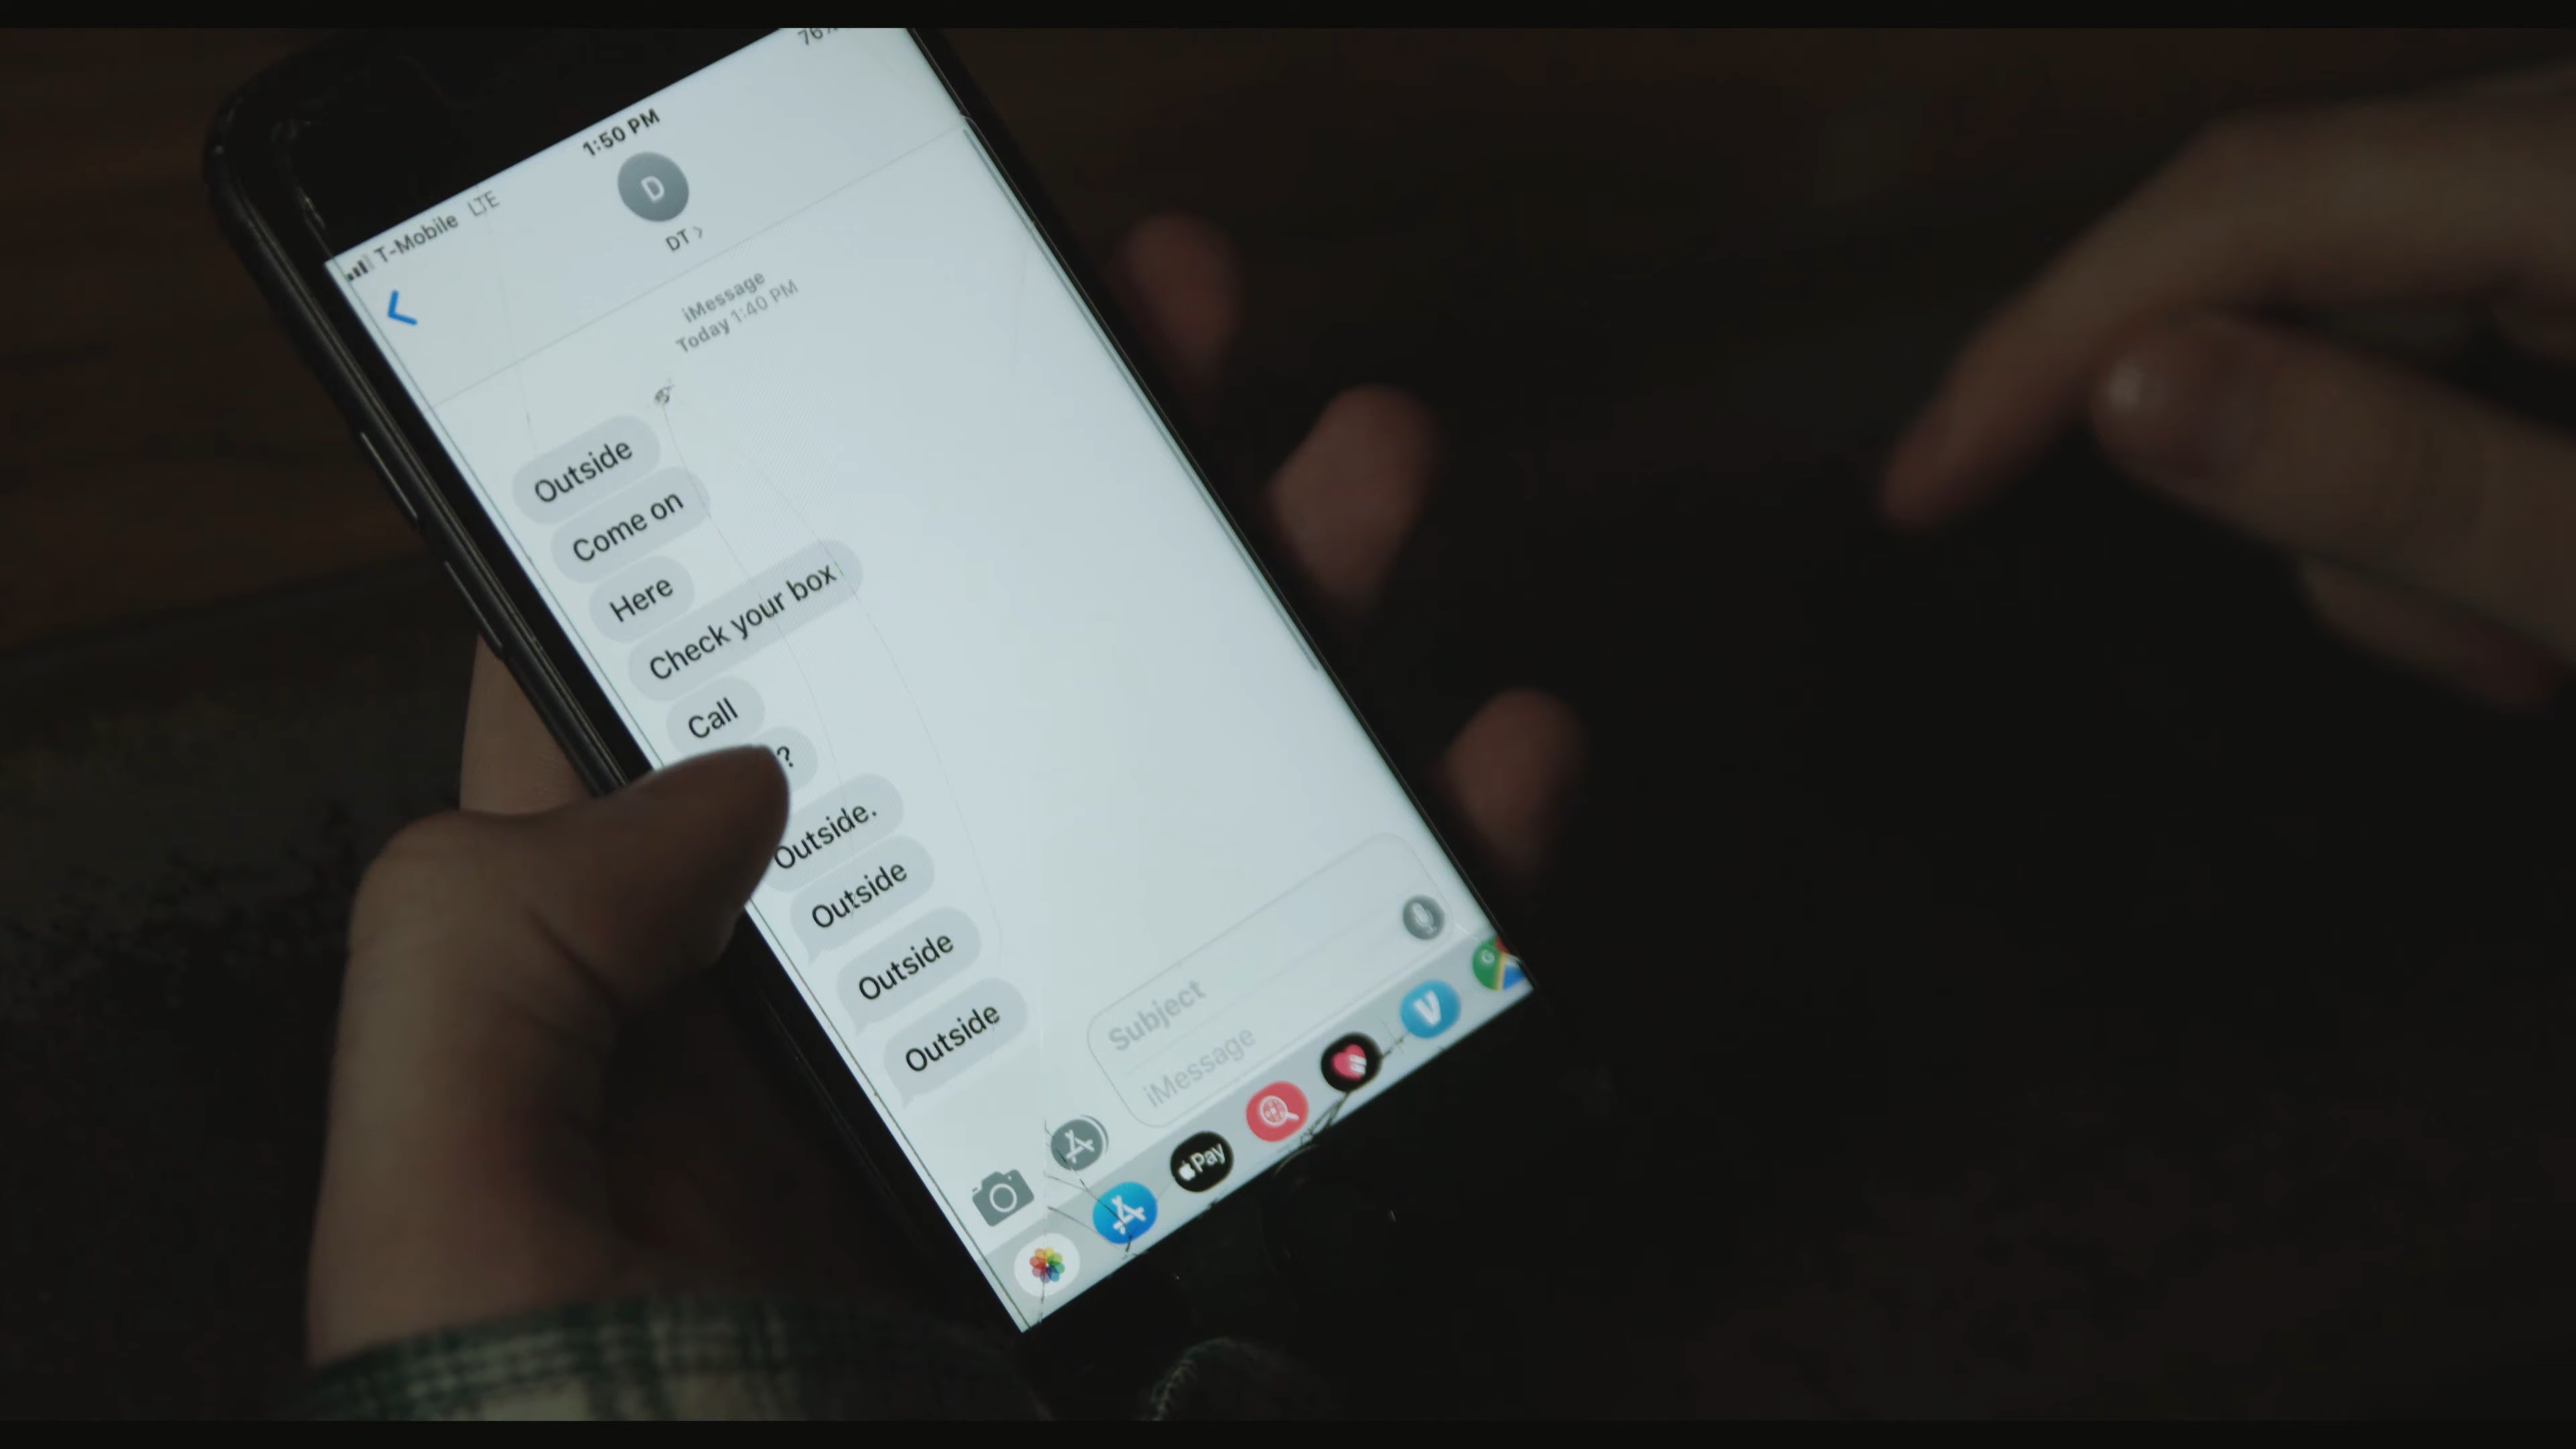 76%
1:50 PM
T-Mobile LTE
D
DT
iMessage
Today 1:40 PM
Outside
Come on
Here
Check your box
Call
?
Outside.
Outside
Outside
Outside
Subject
iMessage
Pay